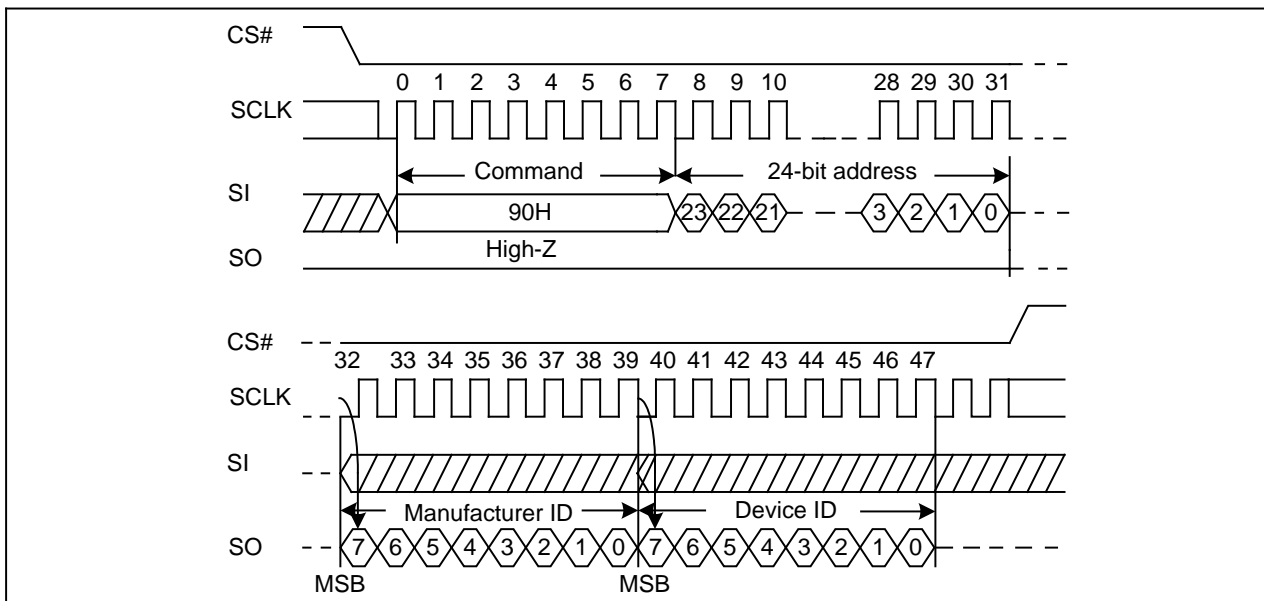 CS#
0 1 2 3 4 5 6 7 8 9 10 28 29 30 31
SCLK
Command 24-bit address
SI
90H 23 22 21 3 2 1 0
High-Z
SO
CS#
32 33 34 35 36 37 38 39 40 41 42 43 44 45 46 47
SCLK
SI
Manufacturer ID Device ID
SO 7 6 5 4 3 2 1 0 7 6 5 4 3 2 1 0
MSB MSB